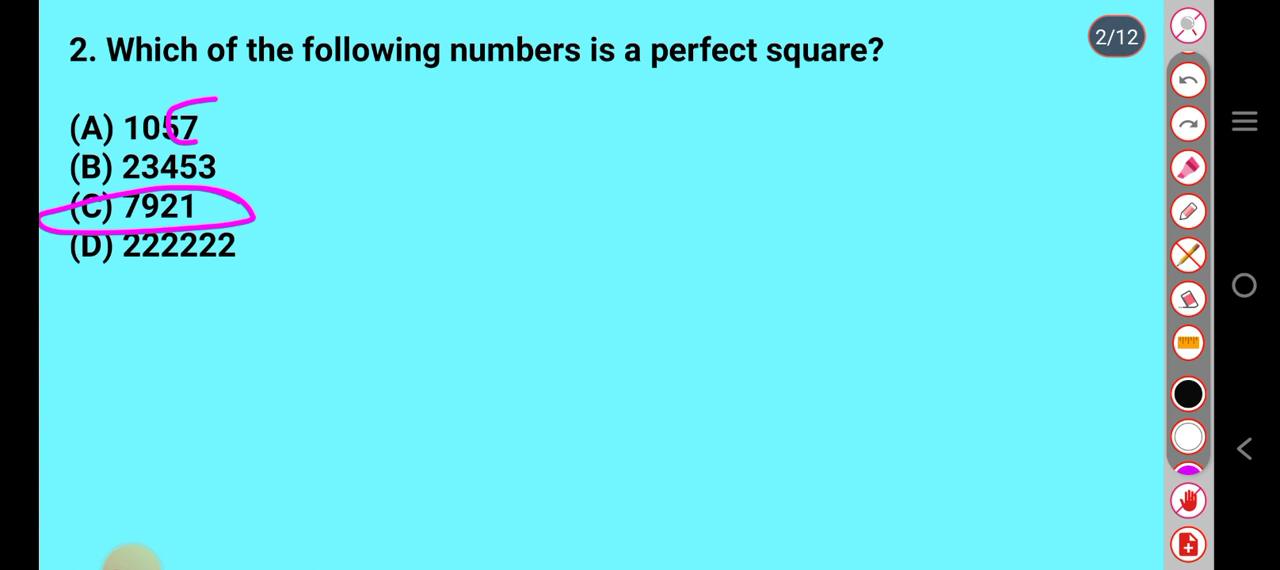 2. Which of the following numbers is a perfect square?
2/12
(A) 1057
(B) 23453
(C) 7921
(D) 222222